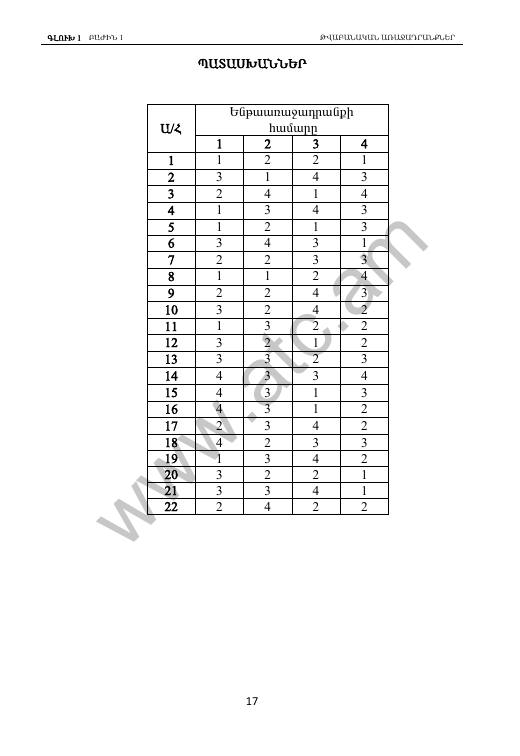 ԳԼՈՒԽ 1 ԲԱԺԻՆ 1 ԹՎԱԲԱՆԱԿԱՆ ԱՌԱՋԱԴՐԱՆՔՆԵՐ
ՊԱՏԱՍԽԱՆՆԵՐ
Ա/Հ Ենթաառաջադրանքի
համարը
1 2 3 4
1 1 2 2 1
2 3 1 4 3
3 2 4 1 4
4 1 3 4 3
5 1 2 1 3
6 3 4 3 1
7 2 2 3 3
8 1 1 2 4
9 2 2 4 3
10 3 2 4 2
11 1 3 2 2
12 3 2 1 2
13 3 3 2 3
14 4 3 3 4
15 4 3 1 3
16 4 3 1 2
17 2 3 4 2
18 4 2 3 3
19 1 3 4 2
20 3 2 2 1
21 3 3 4 1
22 2 4 2 2
www.atc.am
17